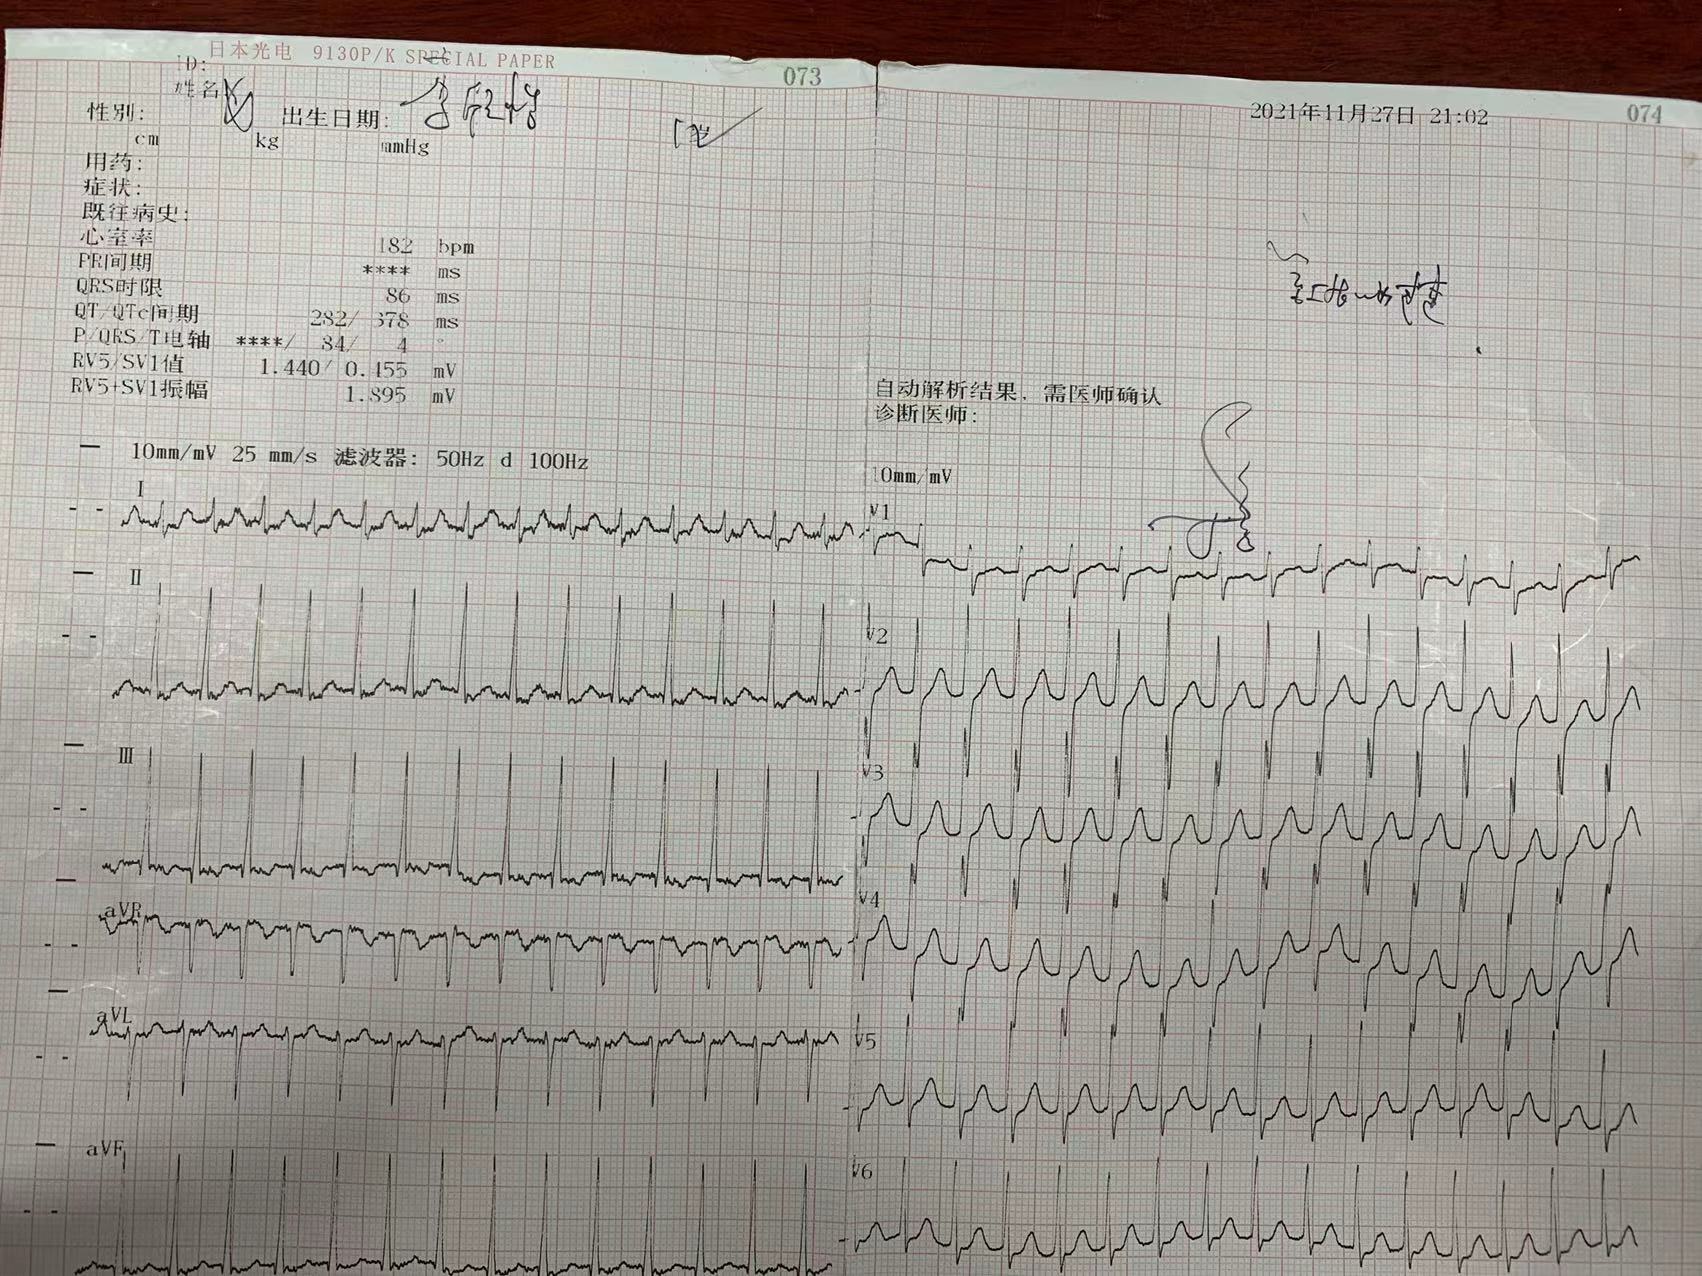 日本光电 9130P/K SPECIAL PAPER
073
074
ID:
姓名
2021年11月27日 21:02
性别: 出生日期:
cm kg mmHg
用药:
症状:
既往病史:
心室率 182 bpm
PR间期 **** ms
QRS时限 86 ms
QT/QTc间期 282/ 378 ms
P/QRS/T电轴 ****/ 84/ 4 °
RV5/SV1值 1.440/ 0.455 mV
RV5+SV1振幅 1.895 mV
自动解析结果, 需医师确认
诊断医师:
10mm/mV 25 mm/s 滤波器: 50Hz d 100Hz
10mm/mV
I
II
III
aVR
aVL
aVF
V1
V2
V3
V4
V5
V6